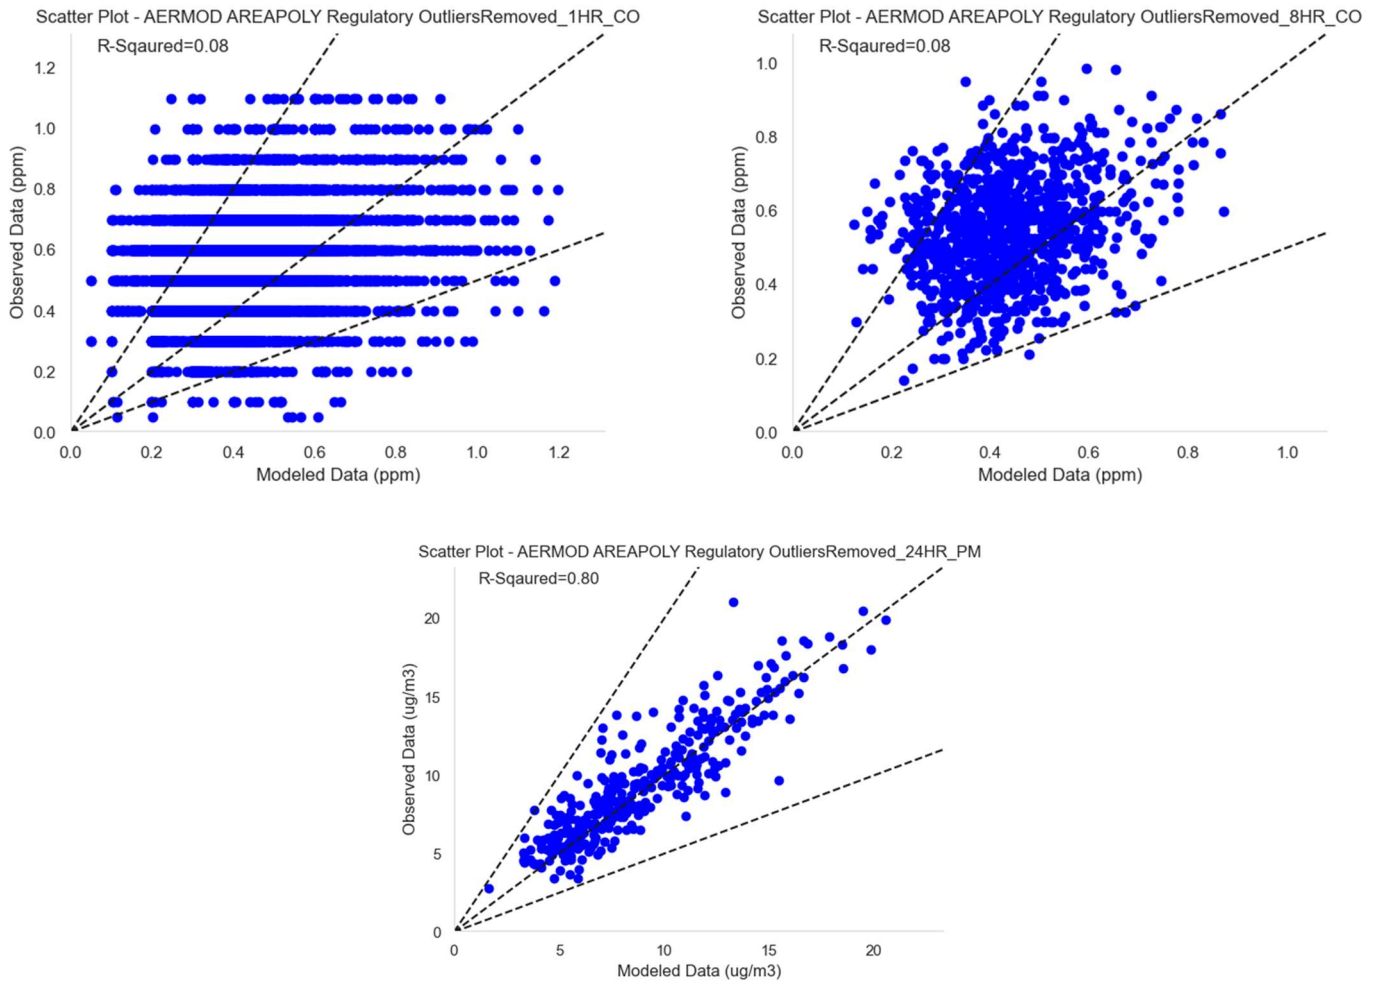 Scatter Plot - AERMOD AREAPOLY Regulatory OutliersRemoved_1HR_CO
R-Sqaured=0.08
1.2
1.0
0.8
0.6
0.4
0.2
0.0
Observed Data (ppm)
0.0 0.2 0.4 0.6 0.8 1.0 1.2
Modeled Data (ppm)
Scatter Plot - AERMOD AREAPOLY Regulatory OutliersRemoved_8HR_CO
R-Sqaured=0.08
1.0
0.8
0.6
0.4
0.2
0.0
Observed Data (ppm)
0.0 0.2 0.4 0.6 0.8 1.0
Modeled Data (ppm)
Scatter Plot - AERMOD AREAPOLY Regulatory OutliersRemoved_24HR_PM
R-Sqaured=0.80
20
15
10
5
0
Observed Data (ug/m3)
0 5 10 15 20
Modeled Data (ug/m3)